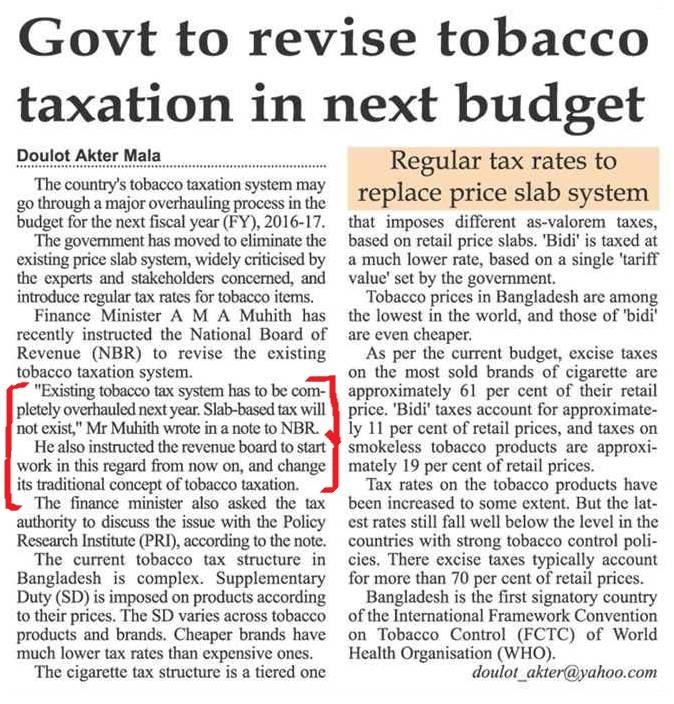 Govt to revise tobacco
taxation in next budget
Doulot Akter Mala
The country's tobacco taxation system may
go through a major overhauling process in the
budget for the next fiscal year (FY), 2016-17.
The government has moved to eliminate the
existing price slab system, widely criticised by
the experts and stakeholders concerned, and
introduce regular tax rates for tobacco items.
Finance Minister A M A Muhith has
recently instructed the National Board of
Revenue (NBR) to revise the existing
tobacco taxation system.
"Existing tobacco tax system has to be com-
pletely overhauled next year. Slab-based tax will
not exist," Mr Muhith wrote in a note to NBR.
He also instructed the revenue board to start
work in this regard from now on, and change
its traditional concept of tobacco taxation.
The finance minister also asked the tax
authority to discuss the issue with the Policy
Research Institute (PRI), according to the note.
The current tobacco tax structure in
Bangladesh is complex. Supplementary
Duty (SD) is imposed on products according
to their prices. The SD varies across tobacco
products and brands. Cheaper brands have
much lower tax rates than expensive ones.
The cigarette tax structure is a tiered one
Regular tax rates to
replace price slab system
that imposes different as-valorem taxes,
based on retail price slabs. 'Bidi' is taxed at
a much lower rate, based on a single 'tariff
value' set by the government.
Tobacco prices in Bangladesh are among
the lowest in the world, and those of 'bidi'
are even cheaper.
As per the current budget, excise taxes
on the most sold brands of cigarette are
approximately 61 per cent of their retail
price. 'Bidi' taxes account for approximate-
ly 11 per cent of retail prices, and taxes on
smokeless tobacco products are approxi-
mately 19 per cent of retail prices.
Tax rates on the tobacco products have
been increased to some extent. But the lat-
est rates still fall well below the level in the
countries with strong tobacco control poli-
cies. There excise taxes typically account
for more than 70 per cent of retail prices.
Bangladesh is the first signatory country
of the International Framework Convention
on Tobacco Control (FCTC) of World
Health Organisation (WHO).
doulot_akter@yahoo.com